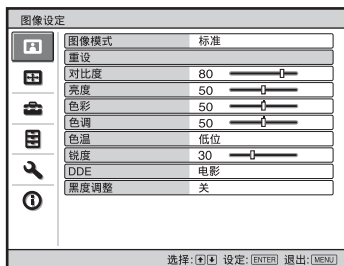 图像设定
图像模式 标准
重设
对比度 80
亮度 50
色彩 50
色调 50
色温 低位
锐度 30
DDE 电影
黑度调整 关
选择: 设定: ENTER 退出: MENU